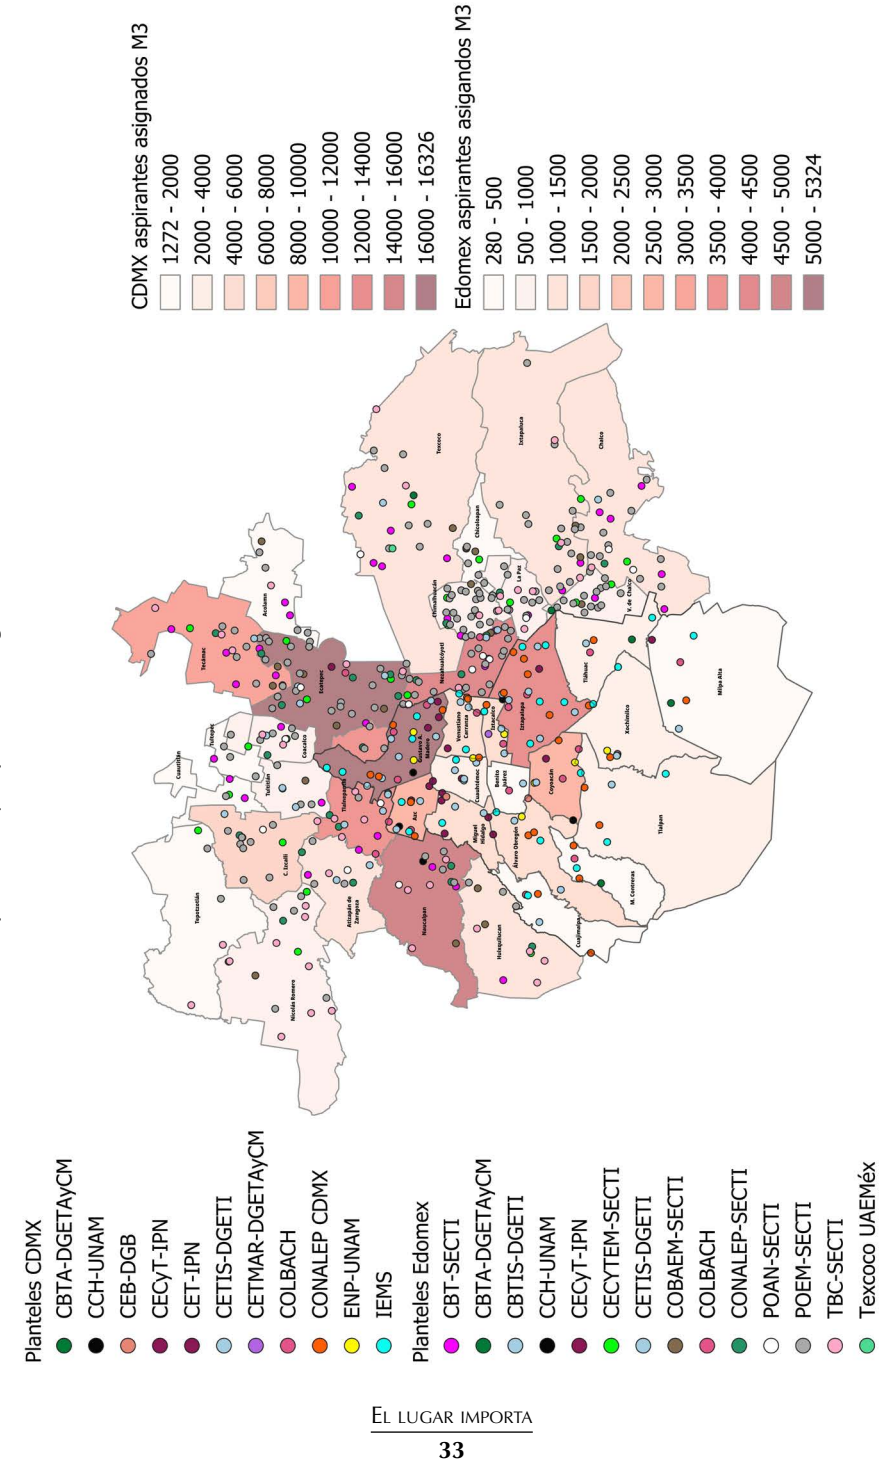 Planteles CDMX
CBTA-DGETAyCM
CCH-UNAM
CEB-DGB
CECyT-IPN
CET-IPN
CETIS-DGETI
CETMAR-DGETAyCM
COLBACH
CONALEP CDMX
ENP-UNAM
IEMS
Planteles Edomex
CBT-SECTI
CBTA-DGETAyCM
CBTIS-DGETI
CCH-UNAM
CECyT-IPN
CECYTEM-SECTI
CETIS-DGETI
COBAEM-SECTI
COLBACH
CONALEP-SECTI
POAN-SECTI
POEM-SECTI
TBC-SECTI
Texcoco UAEMéx
CDMX aspirantes asignados M3
1272 - 2000
2000 - 4000
4000 - 6000
6000 - 8000
8000 - 10000
10000 - 12000
12000 - 14000
14000 - 16000
16000 - 16326
Edomex aspirantes asigandos M3
280 - 500
500 - 1000
1000 - 1500
1500 - 2000
2000 - 2500
2500 - 3000
3000 - 3500
3500 - 4000
4000 - 4500
4500 - 5000
5000 - 5324
Tecámac
Acolamn
Cuautitlán
Tultepec
Tultitlán
Coacalco
Ecatepec
Tepotzotlán
C. Izcalli
Nicolás Romero
Atizapán de
Zaragoza
Tlalnepantla
Naucalpan
Huixquilucan
Texcoco
Chicoloapan
Chimalhuacán
La Paz
Nezahualcóyotl
Ixtapaluca
Chalco
V. de Chalco
Gustavo A.
Madero
Azc
Miguel
Hidalgo
Cuauhtémoc
Venustiano
Carranza
Iztacalco
Benito
Juárez
Iztapalapa
Coyoacán
Álvaro Obregón
Cuajimalpa
M. Contreras
Tlalpan
Xochimilco
Tláhuac
Milpa Alta
El lugar importa
33